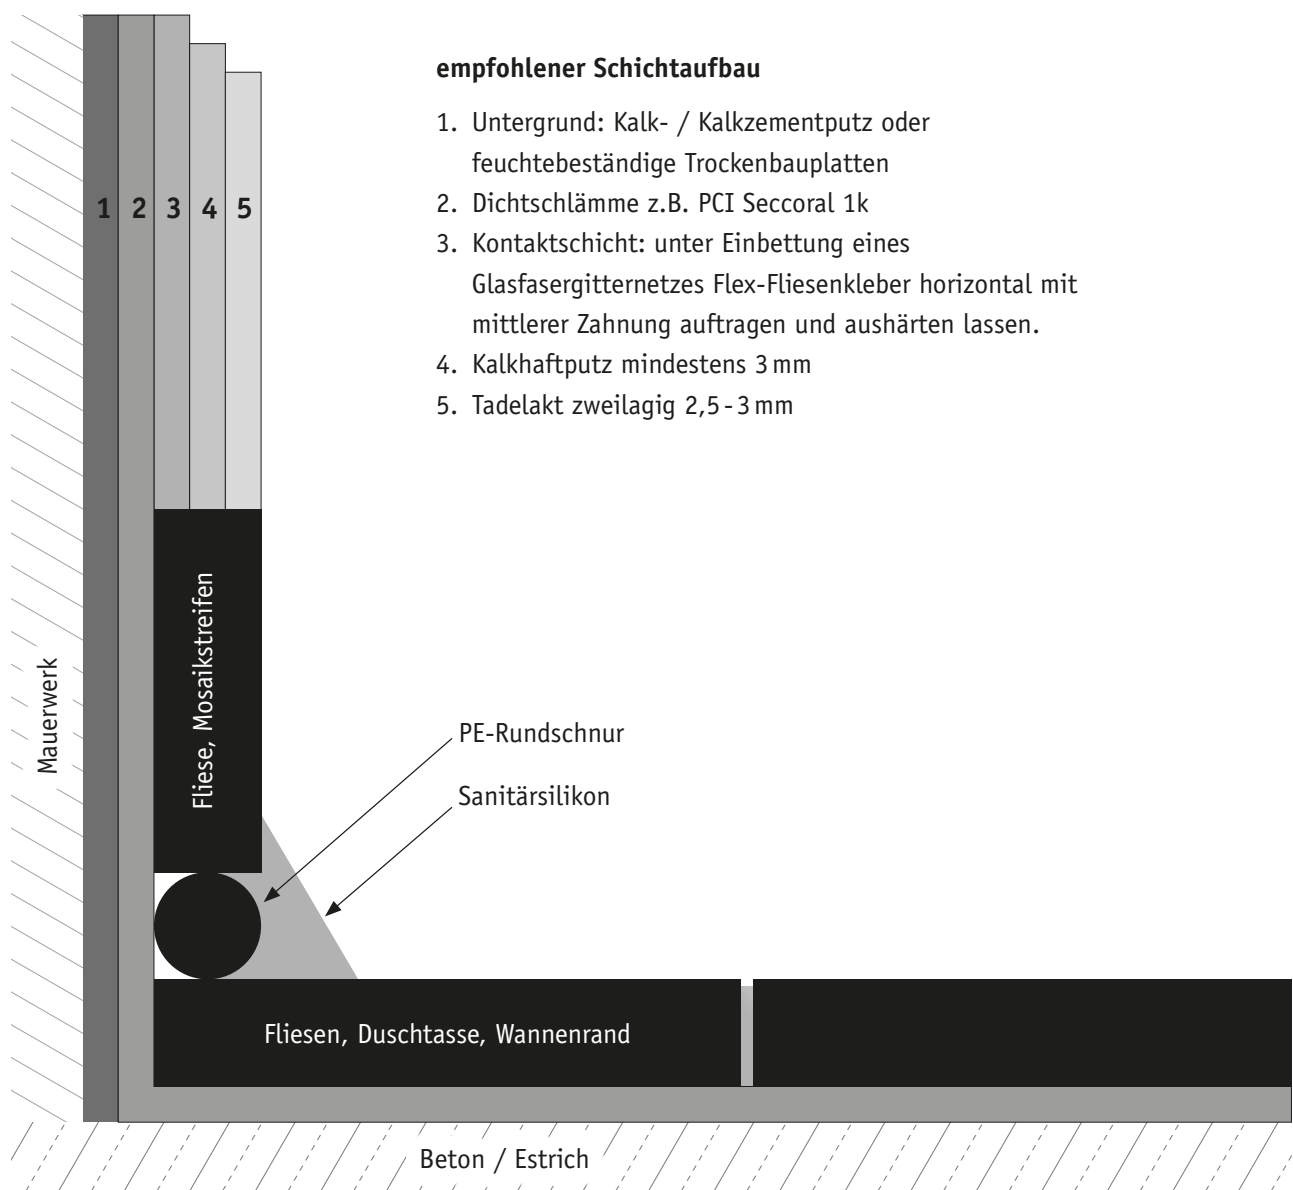 empfohlener Schichtaufbau
1. Untergrund: Kalk- / Kalkzementputz oder
feuchtebeständige Trockenbauplatten
2. Dichtschlämme z.B. PCI Seccoral 1k
3. Kontaktschicht: unter Einbettung eines
Glasfasergitternetzes Flex-Fliesenkleber horizontal mit
mittlerer Zahnung auftragen und aushärten lassen.
4. Kalkhaftputz mindestens 3 mm
5. Tadelakt zweilagig 2,5 - 3 mm
1 2 3 4 5
Mauerwerk
Fliese, Mosaikstreifen
PE-Rundschnur
Sanitärsilikon
Fliesen, Duschtasse, Wannenrand
Beton / Estrich